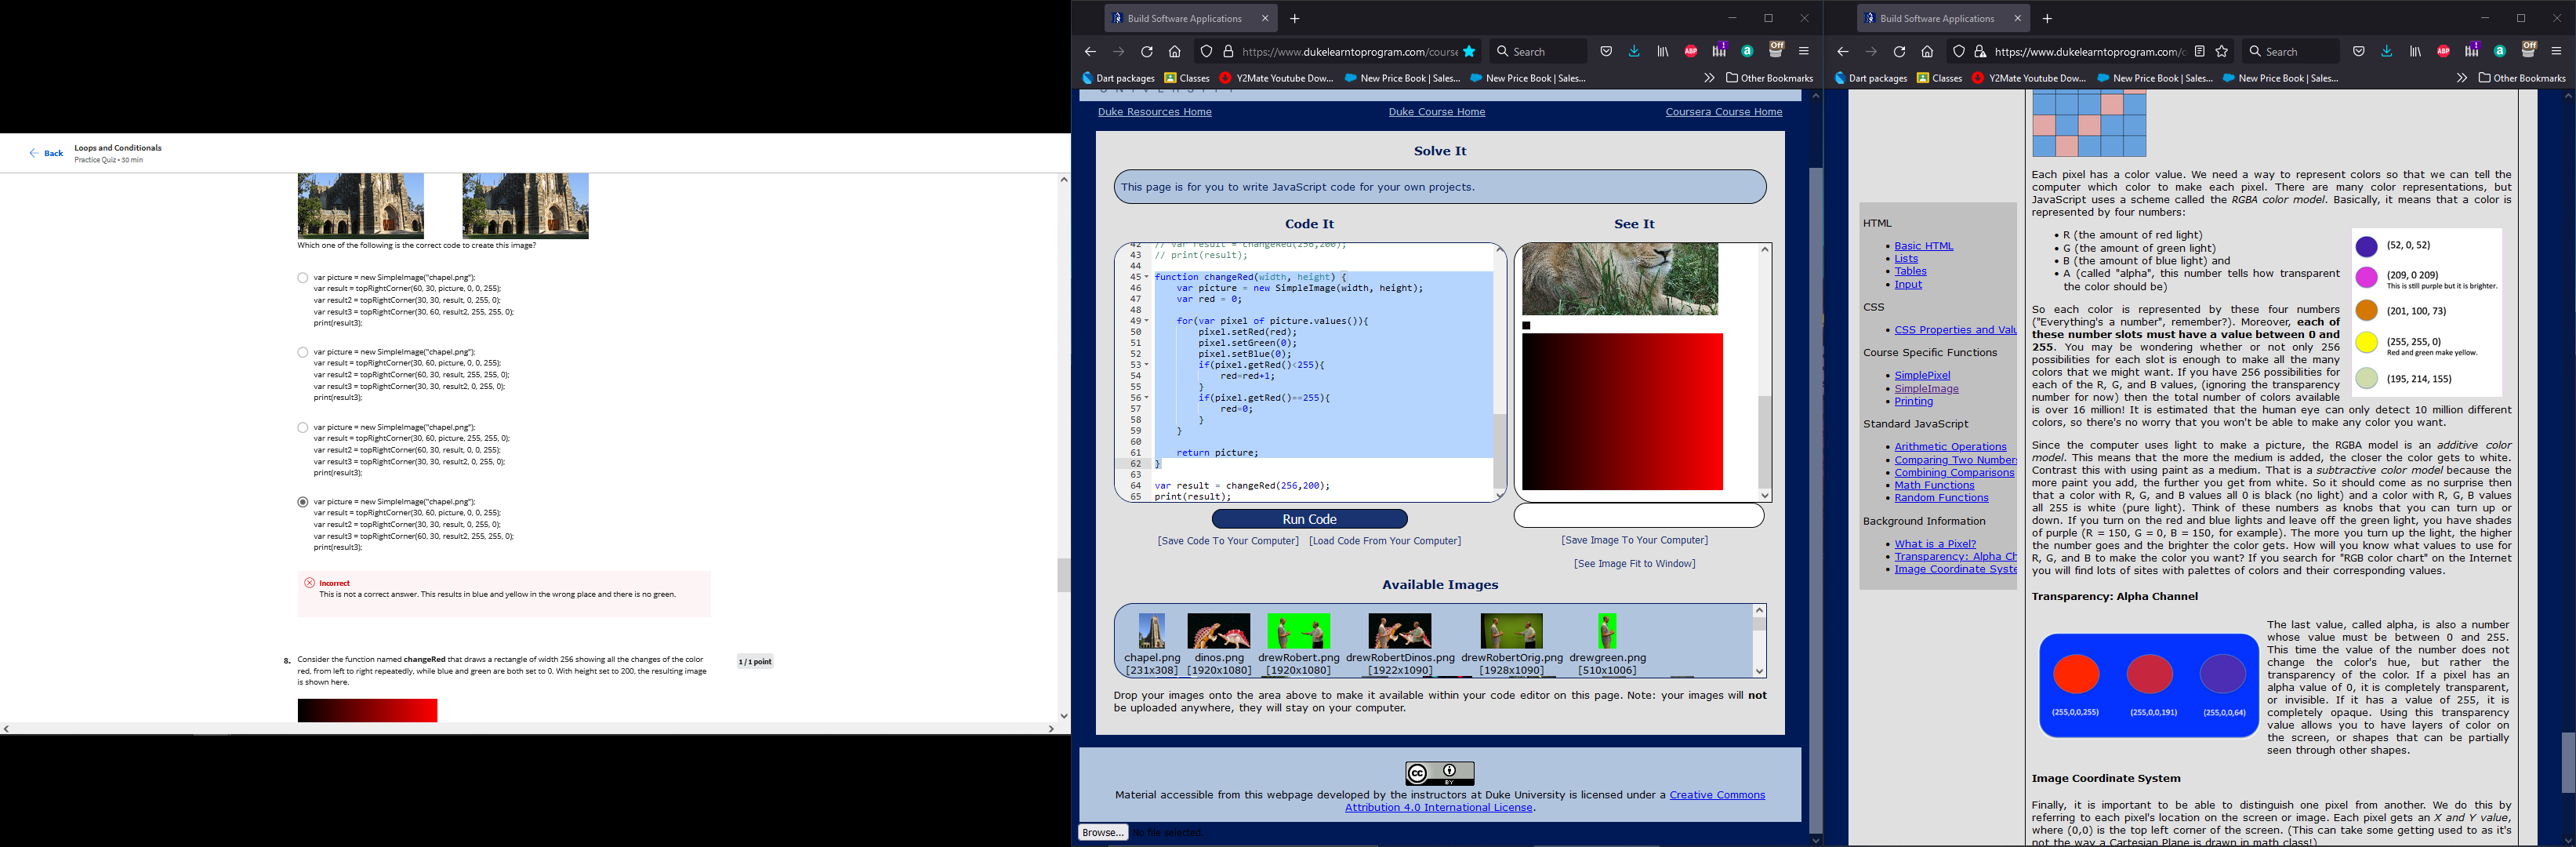 Back
Loops and Conditionals
Practice Quiz • 30 min
Which one of the following is the correct code to create this image?
var picture = new SimpleImage("chapel.png");
var result = topRightCorner(60, 30, picture, 0, 0, 255);
var result2 = topRightCorner(30, 30, result, 0, 255, 0);
var result3 = topRightCorner(30, 60, result2, 255, 255, 0);
print(result3);
var picture = new SimpleImage("chapel.png");
var result = topRightCorner(30, 60, picture, 0, 0, 255);
var result2 = topRightCorner(60, 30, result, 255, 255, 0);
var result3 = topRightCorner(30, 30, result2, 0, 255, 0);
print(result3);
var picture = new SimpleImage("chapel.png");
var result = topRightCorner(30, 60, picture, 255, 255, 0);
var result2 = topRightCorner(60, 30, result, 0, 0, 255);
var result3 = topRightCorner(30, 30, result2, 0, 255, 0);
print(result3);
var picture = new SimpleImage("chapel.png");
var result = topRightCorner(30, 60, picture, 0, 0, 255);
var result2 = topRightCorner(30, 30, result, 0, 255, 0);
var result3 = topRightCorner(60, 30, result2, 255, 255, 0);
print(result3);
Incorrect
This is not a correct answer. This results in blue and yellow in the wrong place and there is no green.
8. Consider the function named changeRed that draws a rectangle of width 256 showing all the changes of the color
red, from left to right repeatedly, while blue and green are both set to 0. With height set to 200, the resulting image
is shown here.
1 / 1 point
Build Software Applications
https://www.dukelearntoprogram.com/course
Search
ABP
1
a
Off
Dart packages
Classes
Y2Mate Youtube Dow...
New Price Book | Sales...
New Price Book | Sales...
Other Bookmarks
UNIVERSITY
Duke Resources Home
Duke Course Home
Coursera Course Home
Solve It
This page is for you to write JavaScript code for your own projects.
Code It
See It
42 // var result = changeRed(256,200);
43 // print(result);
44
45 function changeRed(width, height) {
46 var picture = new SimpleImage(width, height);
47 var red = 0;
48
49 for(var pixel of picture.values()){
50 pixel.setRed(red);
51 pixel.setGreen(0);
52 pixel.setBlue(0);
53 if(pixel.getRed()<255){
54 red=red+1;
55 }
56 if(pixel.getRed()==255){
57 red=0;
58 }
59 }
60
61 return picture;
62 }
63
64 var result = changeRed(256,200);
65 print(result);
Run Code
[Save Code To Your Computer] [Load Code From Your Computer]
[Save Image To Your Computer]
[See Image Fit to Window]
Available Images
chapel.png
[231x308]
dinos.png
[1920x1080]
drewRobert.png
[1920x1080]
drewRobertDinos.png
[1922x1090]
drewRobertOrig.png
[1928x1090]
drewgreen.png
[510x1006]
Drop your images onto the area above to make it available within your code editor on this page. Note: your images will not
be uploaded anywhere, they will stay on your computer.
cc BY
Material accessible from this webpage developed by the instructors at Duke University is licensed under a Creative Commons
Attribution 4.0 International License.
Browse...
No file selected.
Build Software Applications
https://www.dukelearntoprogram.com/c
Search
ABP
1
a
Off
Dart packages
Classes
Y2Mate Youtube Dow...
New Price Book | Sales...
New Price Book | Sales...
Other Bookmarks
HTML
Basic HTML
Lists
Tables
Input
CSS
CSS Properties and Valu
Course Specific Functions
SimplePixel
SimpleImage
Printing
Standard JavaScript
Arithmetic Operations
Comparing Two Numbers
Combining Comparisons
Math Functions
Random Functions
Background Information
What is a Pixel?
Transparency: Alpha Ch
Image Coordinate Syste
Each pixel has a color value. We need a way to represent colors so that we can tell the
computer which color to make each pixel. There are many color representations, but
JavaScript uses a scheme called the RGBA color model. Basically, it means that a color is
represented by four numbers:
R (the amount of red light)
G (the amount of green light)
B (the amount of blue light) and
A (called "alpha", this number tells how transparent
the color should be)
(52, 0, 52)
(209, 0 209)
This is still purple but it is brighter.
(201, 100, 73)
(255, 255, 0)
Red and green make yellow.
(195, 214, 155)
So each color is represented by these four numbers
("Everything's a number", remember?). Moreover, each of
these number slots must have a value between 0 and
255. You may be wondering whether or not only 256
possibilities for each slot is enough to make all the many
colors that we might want. If you have 256 possibilities for
each of the R, G, and B values, (ignoring the transparency
number for now) then the total number of colors available
is over 16 million! It is estimated that the human eye can only detect 10 million different
colors, so there's no worry that you won't be able to make any color you want.
Since the computer uses light to make a picture, the RGBA model is an additive color
model. This means that the more the medium is added, the closer the color gets to white.
Contrast this with using paint as a medium. That is a subtractive color model because the
more paint you add, the further you get from white. So it should come as no surprise then
that a color with R, G, and B values all 0 is black (no light) and a color with R, G, B values
all 255 is white (pure light). Think of these numbers as knobs that you can turn up or
down. If you turn on the red and blue lights and leave off the green light, you have shades
of purple (R = 150, G = 0, B = 150, for example). The more you turn up the light, the higher
the number goes and the brighter the color gets. How will you know what values to use for
R, G, and B to make the color you want? If you search for "RGB color chart" on the Internet
you will find lots of sites with palettes of colors and their corresponding values.
Transparency: Alpha Channel
(255,0,0,255)
(255,0,0,191)
(255,0,0,64)
The last value, called alpha, is also a number
whose value must be between 0 and 255.
This time the value of the number does not
change the color's hue, but rather the
transparency of the color. If a pixel has an
alpha value of 0, it is completely transparent,
or invisible. If it has a value of 255, it is
completely opaque. Using this transparency
value allows you to have layers of color on
the screen, or shapes that can be partially
seen through other shapes.
Image Coordinate System
Finally, it is important to be able to distinguish one pixel from another. We do this by
referring to each pixel's location on the screen or image. Each pixel gets an X and Y value,
where (0,0) is the top left corner of the screen. (This can take some getting used to as it's
not the way a Cartesian Plane is drawn in math class!)